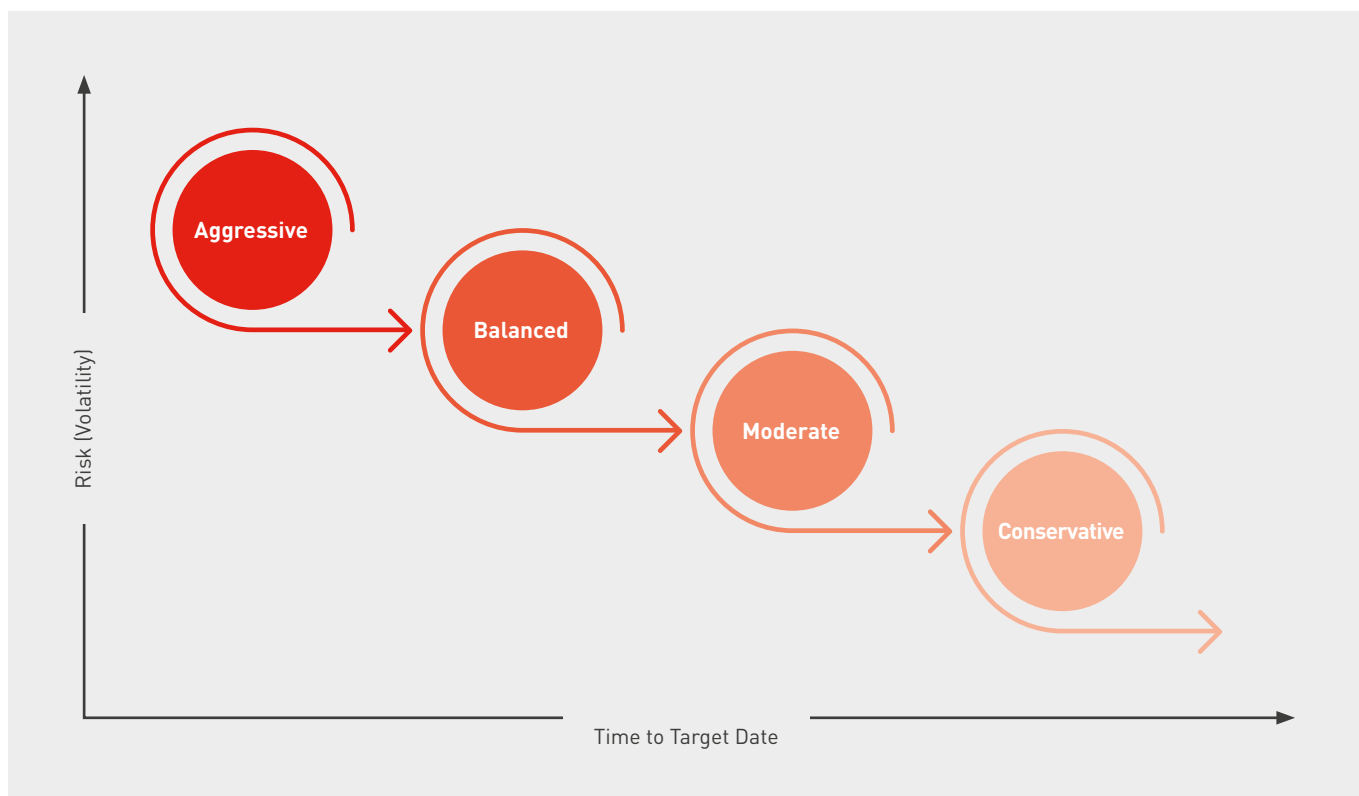 Aggressive
Balanced
Risk (Volatility)
Moderate
Conservative
Time to Target Date